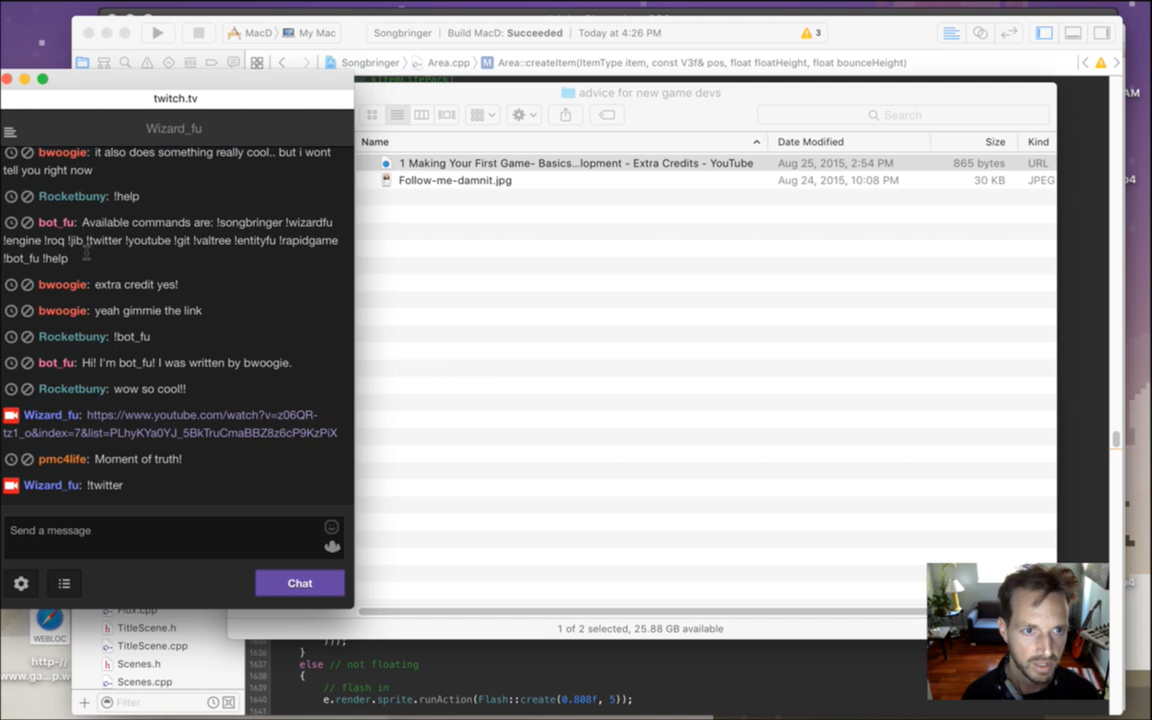 MacD
My Mac
Songbringer
Build MacD: Succeeded
Today at 4:26 PM
3
Songbringer
Area.cpp
Area::createItem(ItemType item, const V3f& pos, float floatHeight, float bounceHeight)
twitch.tv
Wizard_fu
bwoogie: it also does something really cool.. but i wont
tell you right now
Rocketbuny: !help
bot_fu: Available commands are: !songbringer !wizardfu
!engine !roq !jib !twitter !youtube !git !valtree !entityfu !rapidgame
!bot_fu !help
bwoogie: extra credit yes!
bwoogie: yeah gimmie the link
Rocketbuny: !bot_fu
bot_fu: Hi! I'm bot_fu! I was written by bwoogie.
Rocketbuny: wow so cool!!
Wizard_fu: https://www.youtube.com/watch?v=z06QR-
tz1_o&index=7&list=PLhyKYa0YJ_5BkTruCmaBBZ8z6cP9KzPiX
pmc4life: Moment of truth!
Wizard_fu: !twitter
Send a message
Chat
advice for new game devs
Search
Name
Date Modified
Size
Kind
1 Making Your First Game- Basics...lopment - Extra Credits - YouTube
Aug 25, 2015, 2:54 PM
865 bytes
URL
Follow-me-damnit.jpg
Aug 24, 2015, 10:08 PM
30 KB
JPEG
1 of 2 selected, 25.88 GB available
WEBLOC
http-//
www.ga...p.w
TitleScene.h
TitleScene.cpp
Scenes.h
Scenes.cpp
Filter
1636 }
1637 else // not floating
1638 {
1639 // flash in
1640 e.render.sprite.runAction(Flash::create(0.808f, 5));
1641